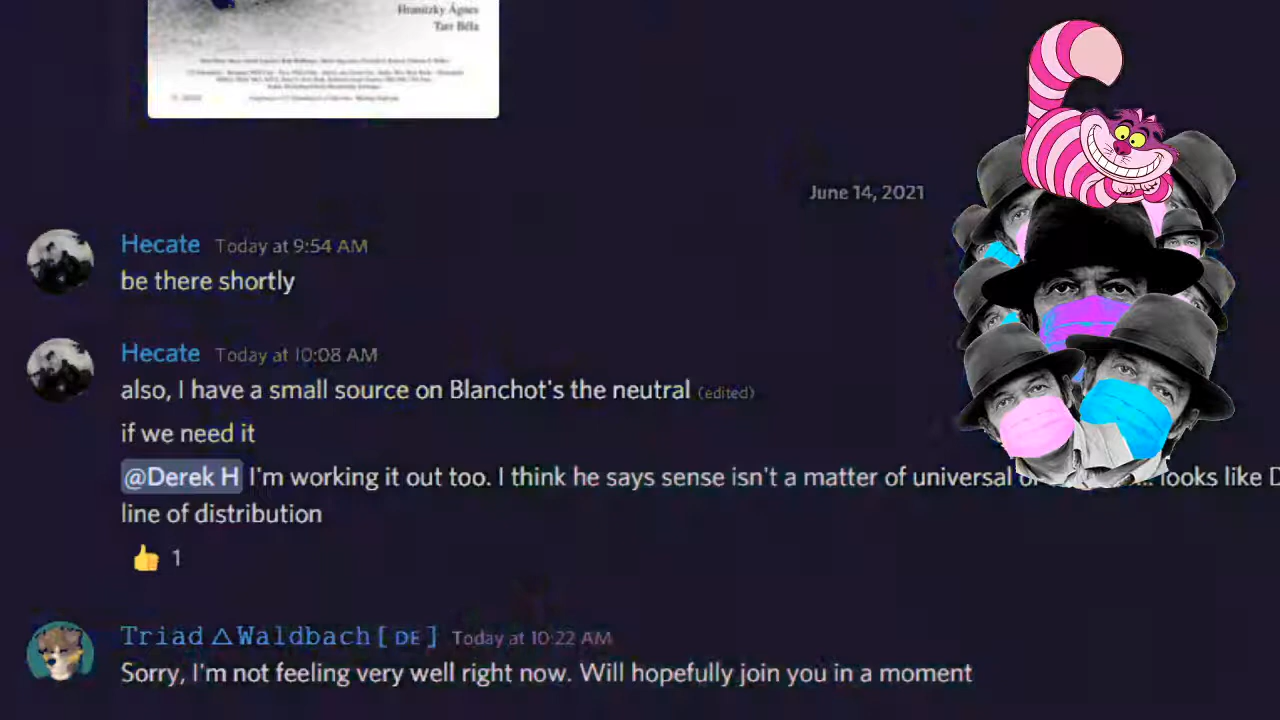 Hranitzky Ágnes
Tarr Béla
June 14, 2021
Hecate Today at 9:54 AM
be there shortly
Hecate Today at 10:08 AM
also, I have a small source on Blanchot's the neutral (edited)
if we need it
@Derek H I'm working it out too. I think he says sense isn't a matter of universal looks like D
line of distribution
👍 1
Triad△Waldbach[DE] Today at 10:22 AM
Sorry, I'm not feeling very well right now. Will hopefully join you in a moment